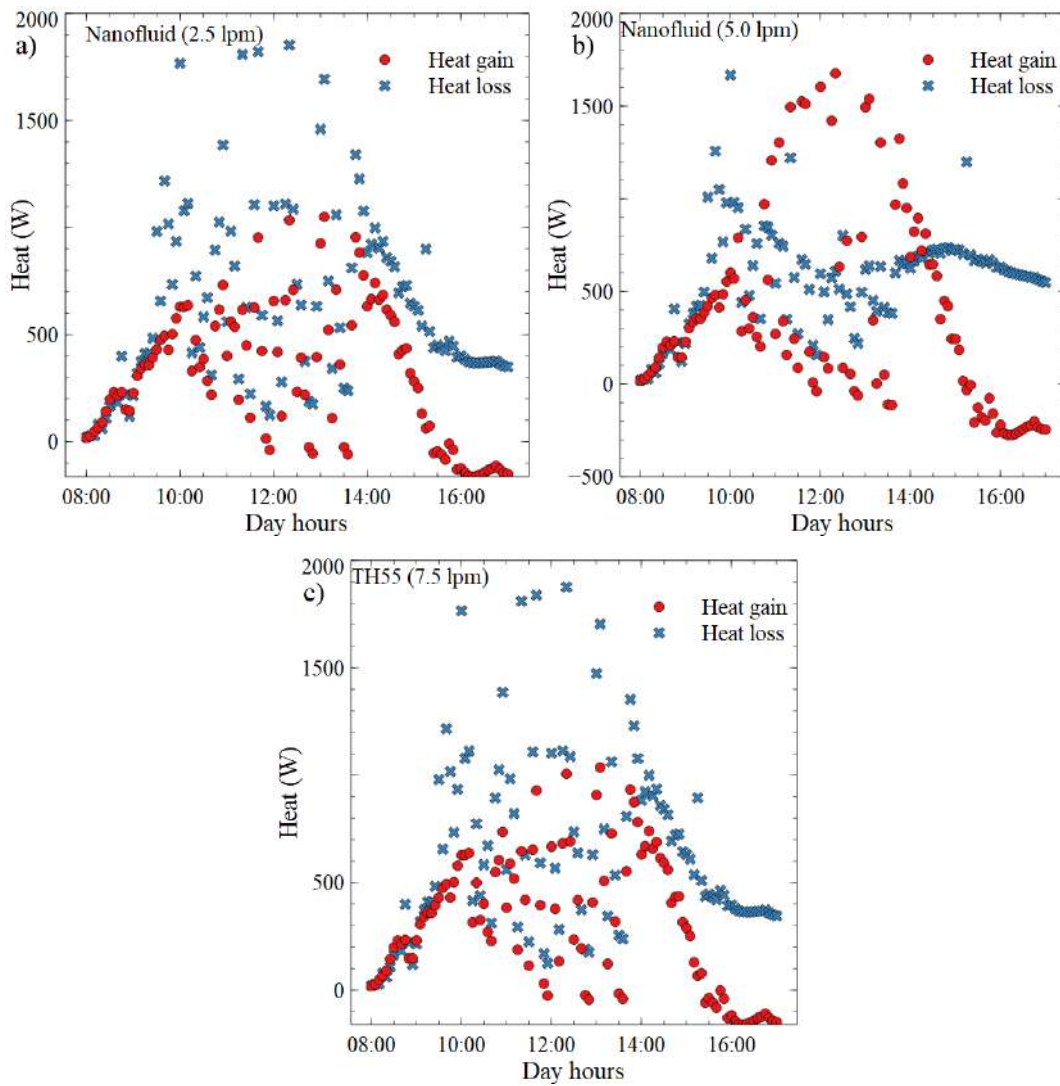 2000
a)
Nanofluid (2.5 lpm)
Heat gain
Heat loss
1500
Heat (W)
1000
500
0
08:00 10:00 12:00 14:00 16:00
Day hours
2000
b)
Nanofluid (5.0 lpm)
Heat gain
Heat loss
1500
Heat (W)
1000
500
0
−500
08:00 10:00 12:00 14:00 16:00
Day hours
2000
c)
TH55 (7.5 lpm)
Heat gain
Heat loss
1500
Heat (W)
1000
500
0
08:00 10:00 12:00 14:00 16:00
Day hours